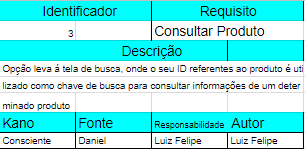 Identificador Requisito
3 Consultar Produto
Descrição
Opção leva á tela de busca, onde o seu ID referentes ao produto é uti
lizado como chave de busca para consultar informações de um deter
minado produto
Kano Fonte Responsabilidade Autor
Consciente Daniel Luiz Felipe Luiz Felipe